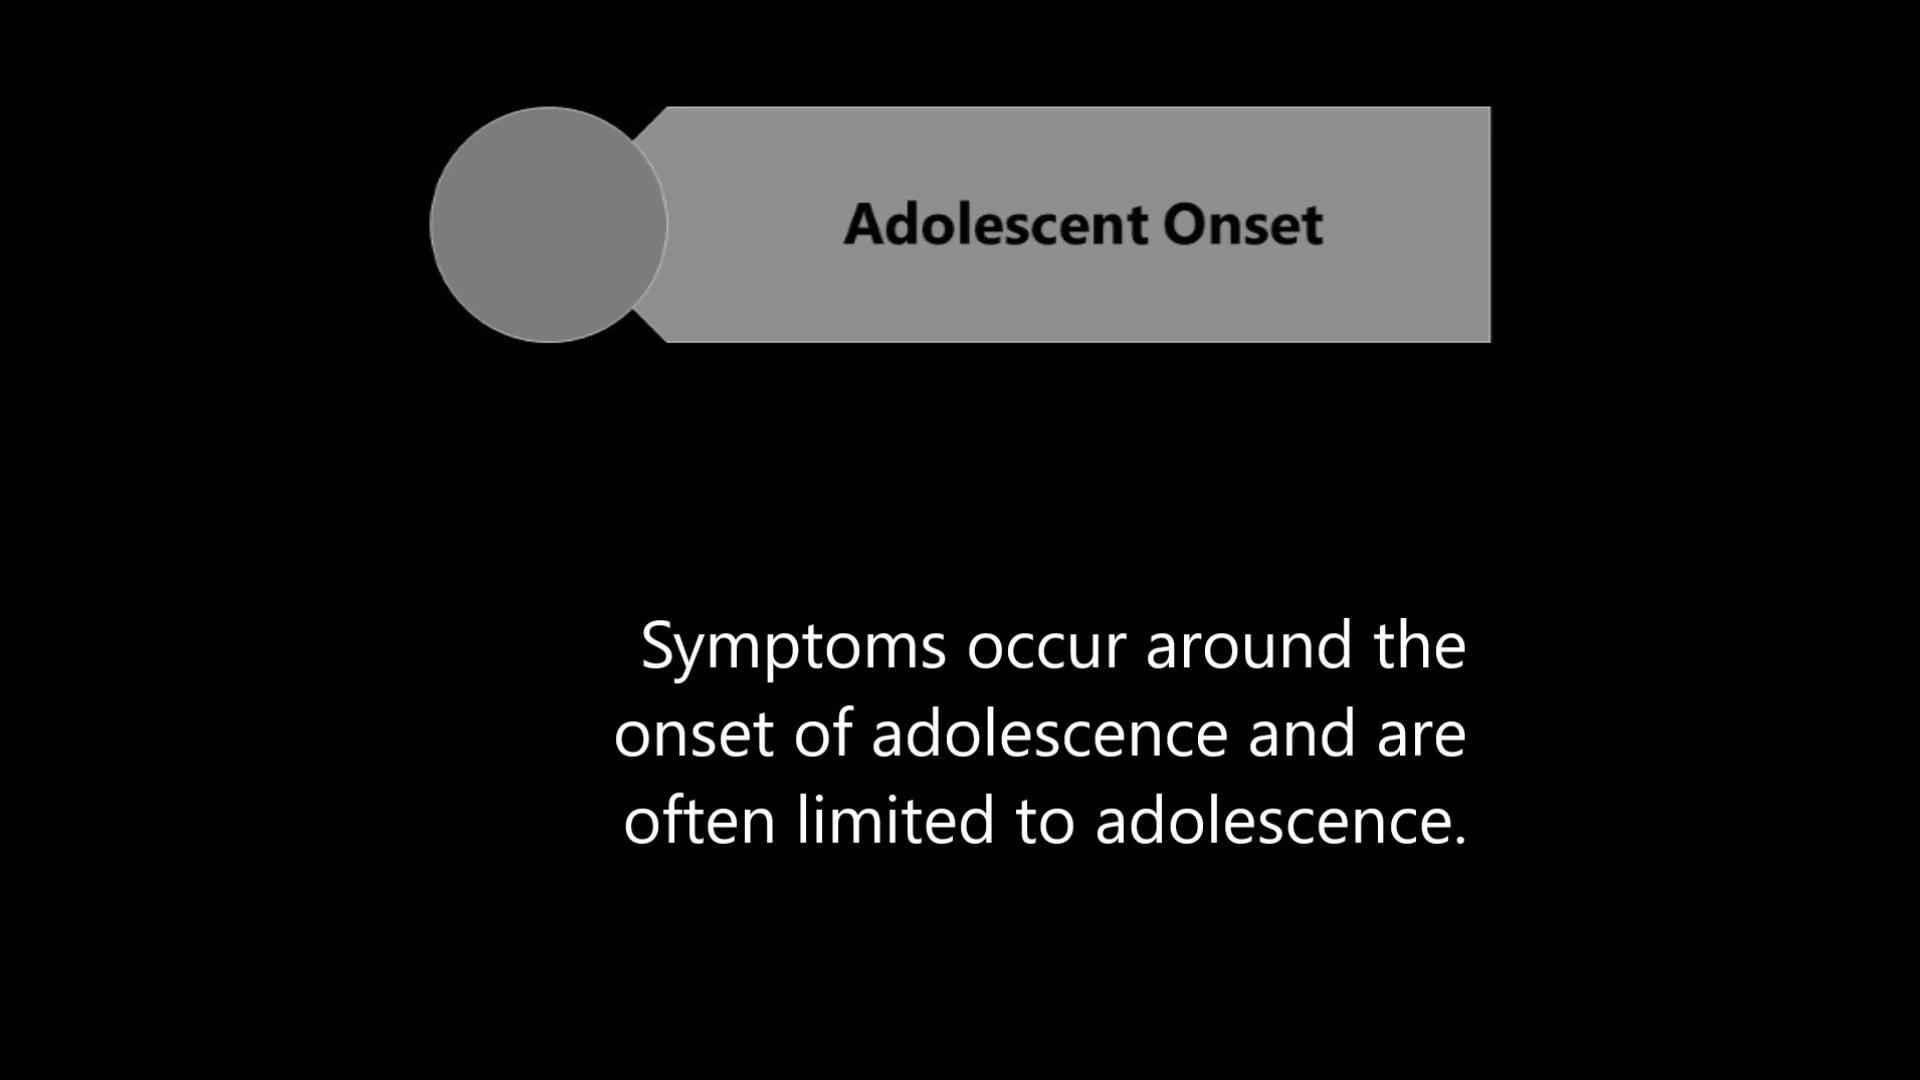 Adolescent Onset
Symptoms occur around the
onset of adolescence and are
often limited to adolescence.